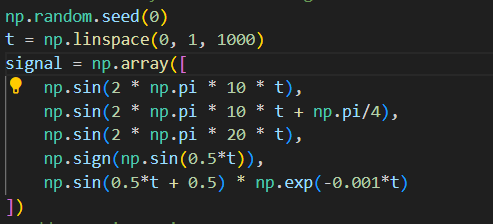 np.random.seed(0)
t = np.linspace(0, 1, 1000)
signal = np.array([
    np.sin(2 * np.pi * 10 * t),
    np.sin(2 * np.pi * 10 * t + np.pi/4),
    np.sin(2 * np.pi * 20 * t),
    np.sign(np.sin(0.5*t)),
    np.sin(0.5*t + 0.5) * np.exp(-0.001*t)
])